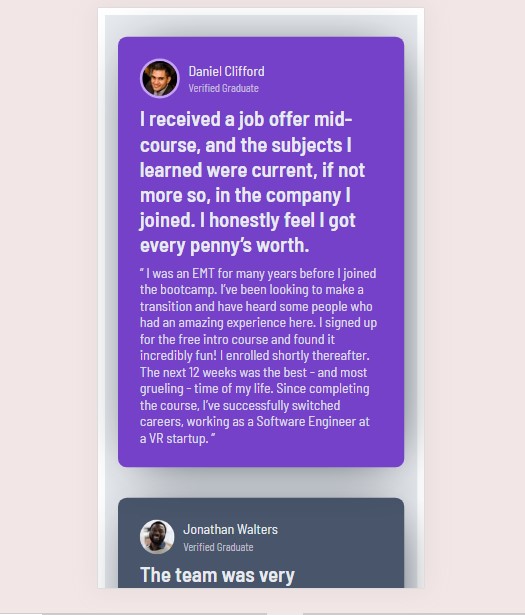 Daniel Clifford
Verified Graduate
I received a job offer mid-
course, and the subjects I
learned were current, if not
more so, in the company I
joined. I honestly feel I got
every penny’s worth.
“ I was an EMT for many years before I joined
the bootcamp. I’ve been looking to make a
transition and have heard some people who
had an amazing experience here. I signed up
for the free intro course and found it
incredibly fun! I enrolled shortly thereafter.
The next 12 weeks was the best - and most
grueling - time of my life. Since completing
the course, I’ve successfully switched
careers, working as a Software Engineer at
a VR startup. ”
Jonathan Walters
Verified Graduate
The team was very